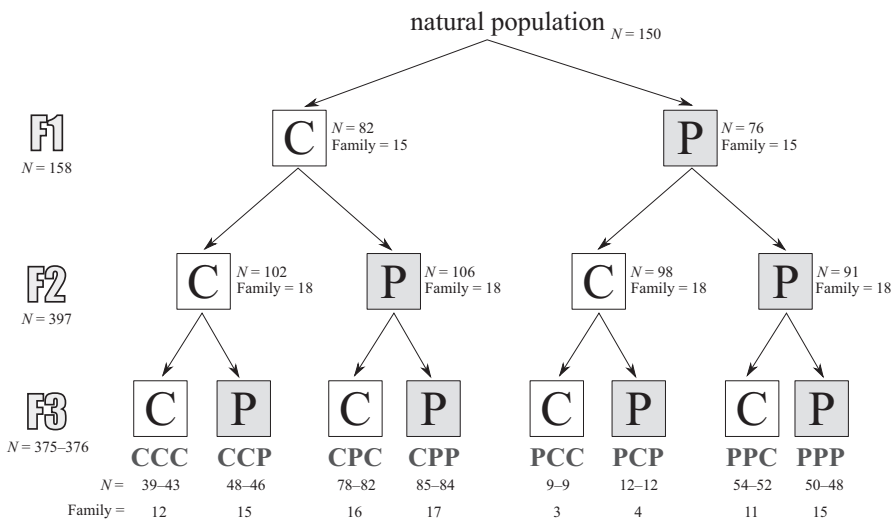 natural population N = 150
F1
N = 158
C
N = 82
Family = 15
P
N = 76
Family = 15
F2
N = 397
C
N = 102
Family = 18
P
N = 106
Family = 18
C
N = 98
Family = 18
P
N = 91
Family = 18
F3
N = 375–376
C P C P C P C P
CCC CCP CPC CPP PCC PCP PPC PPP
N = 39–43 48–46 78–82 85–84 9–9 12–12 54–52 50–48
Family = 12 15 16 17 3 4 11 15